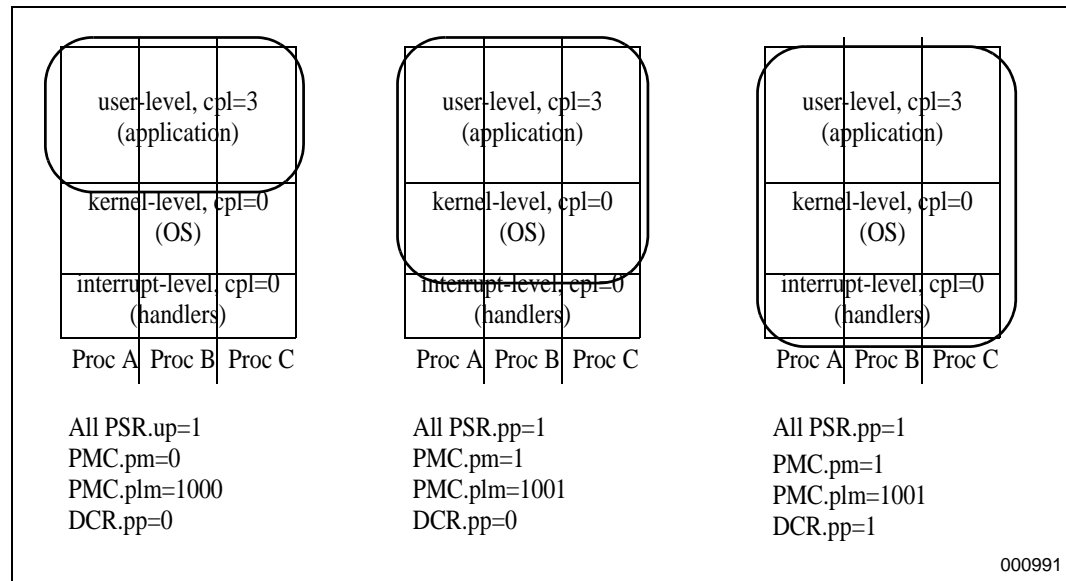 user-level, cpl=3
(application)
kernel-level, cpl=0
(OS)
interrupt-level, cpl=0
(handlers)
Proc A Proc B Proc C
All PSR.up=1
PMC.pm=0
PMC.plm=1000
DCR.pp=0
user-level, cpl=3
(application)
kernel-level, cpl=0
(OS)
interrupt-level, cpl=0
(handlers)
Proc A Proc B Proc C
All PSR.pp=1
PMC.pm=1
PMC.plm=1001
DCR.pp=0
user-level, cpl=3
(application)
kernel-level, cpl=0
(OS)
interrupt-level, cpl=0
(handlers)
Proc A Proc B Proc C
All PSR.pp=1
PMC.pm=1
PMC.plm=1001
DCR.pp=1
000991